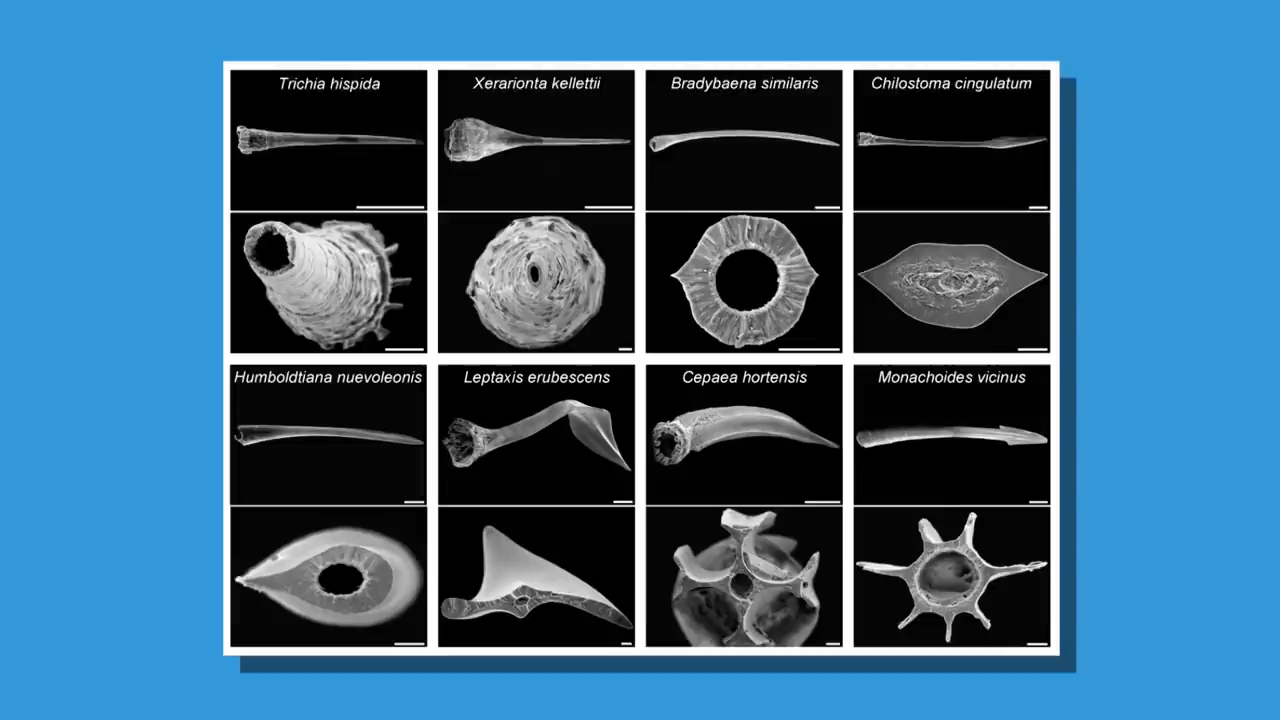 Trichia hispida
Xerarionta kellettii
Bradybaena similaris
Chilostoma cingulatum
Humboldtiana nuevoleonis
Leptaxis erubescens
Cepaea hortensis
Monachoides vicinus